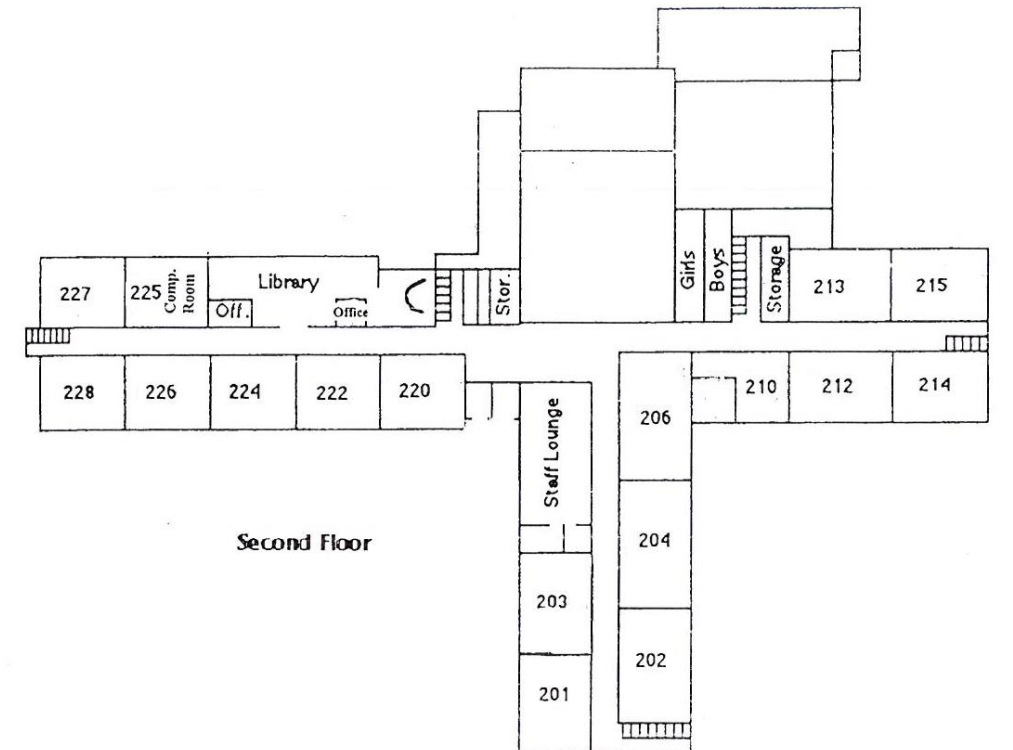 Girls
Boys
Storage
213
215
227
225
Comp.
Room
Library
Off.
Office
Stor.
228
226
224
222
220
Staff Lounge
206
210
212
214
204
Second Floor
203
202
201